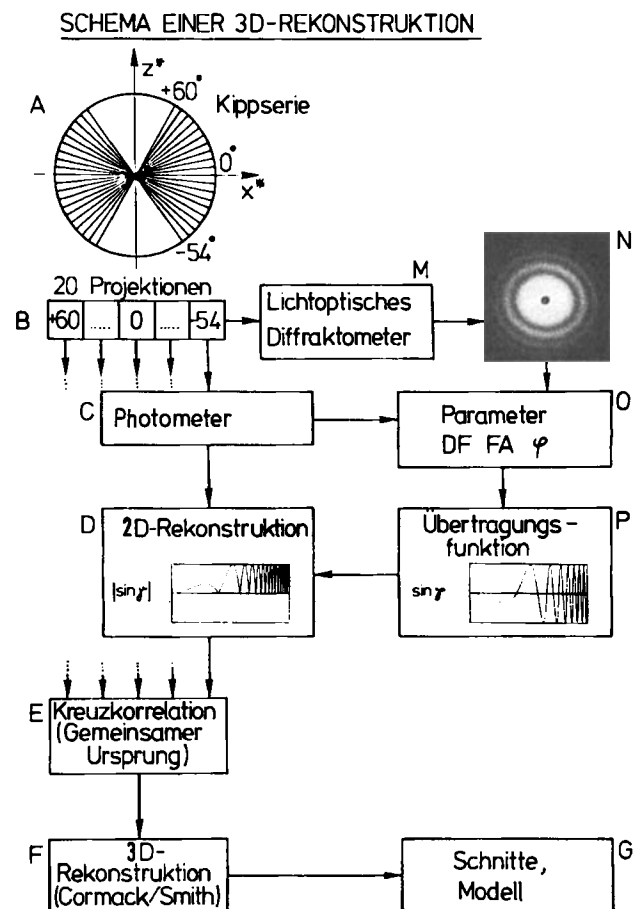 SCHEMA EINER 3D-REKONSTRUKTION
z*
A
+60°
Kippserie
0°
x*
-54°
20 Projektionen
B
+60
.....
0
.....
-54
M
Lichtoptisches
Diffraktometer
N
C
Photometer
O
Parameter
DF FA φ
D
2D-Rekonstruktion
|sin γ|
P
Übertragungs-
funktion
sin γ
E
Kreuzkorrelation
(Gemeinsamer
Ursprung)
F
3D-
Rekonstruktion
(Cormack/Smith)
G
Schnitte,
Modell